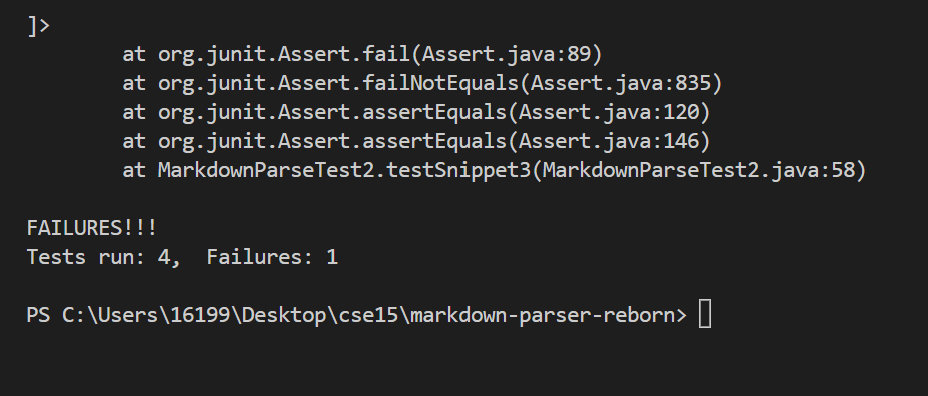 ]>
        at org.junit.Assert.fail(Assert.java:89)
        at org.junit.Assert.failNotEquals(Assert.java:835)
        at org.junit.Assert.assertEquals(Assert.java:120)
        at org.junit.Assert.assertEquals(Assert.java:146)
        at MarkdownParseTest2.testSnippet3(MarkdownParseTest2.java:58)

FAILURES!!!
Tests run: 4,  Failures: 1

PS C:\Users\16199\Desktop\cse15\markdown-parser-reborn>